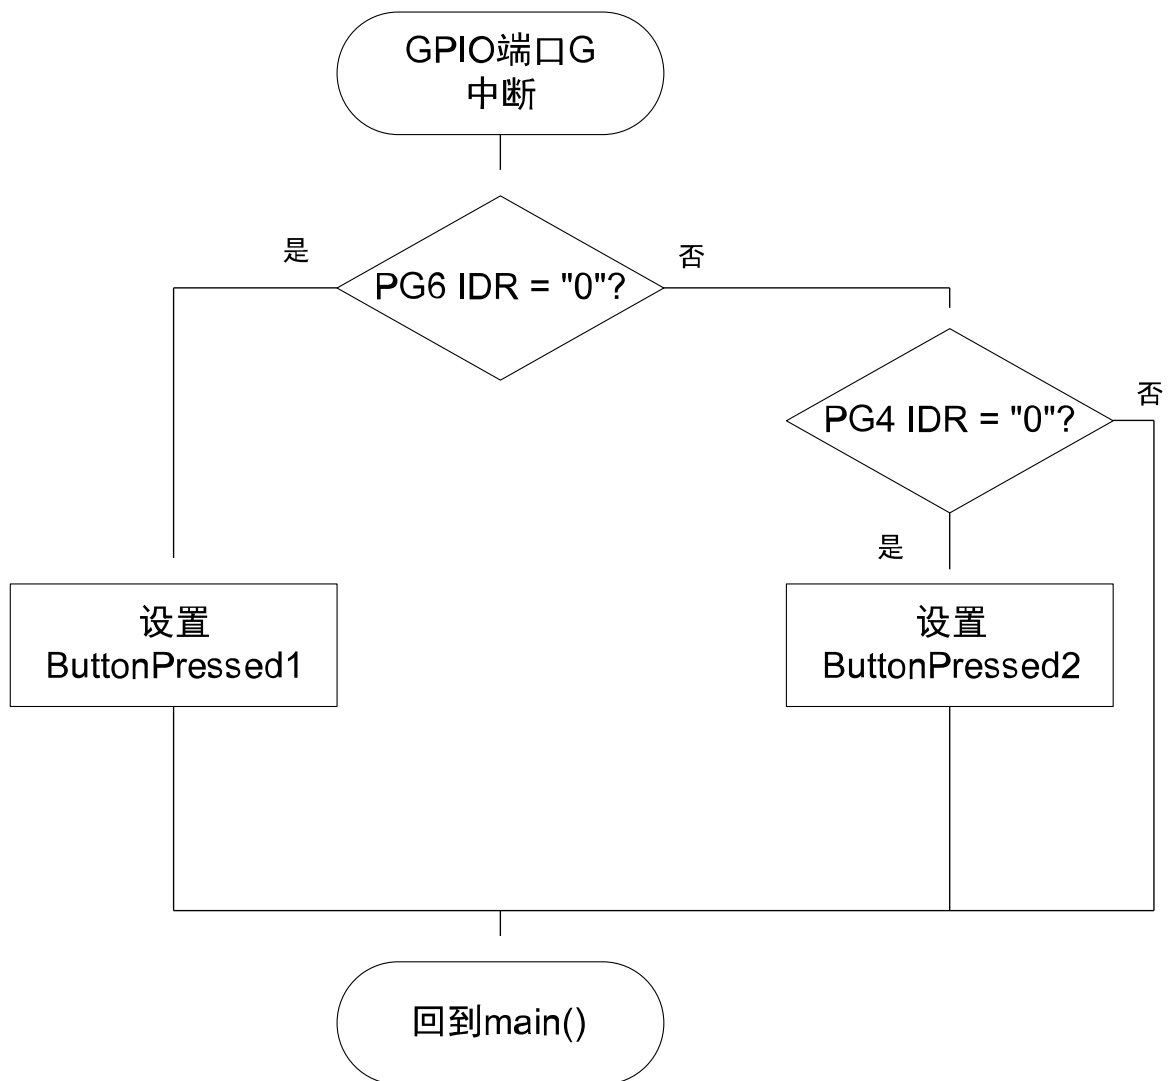 GPIO端口G
中断
是
否
PG6 IDR = "0"?
否
PG4 IDR = "0"?
是
设置
ButtonPressed1
设置
ButtonPressed2
回到main()